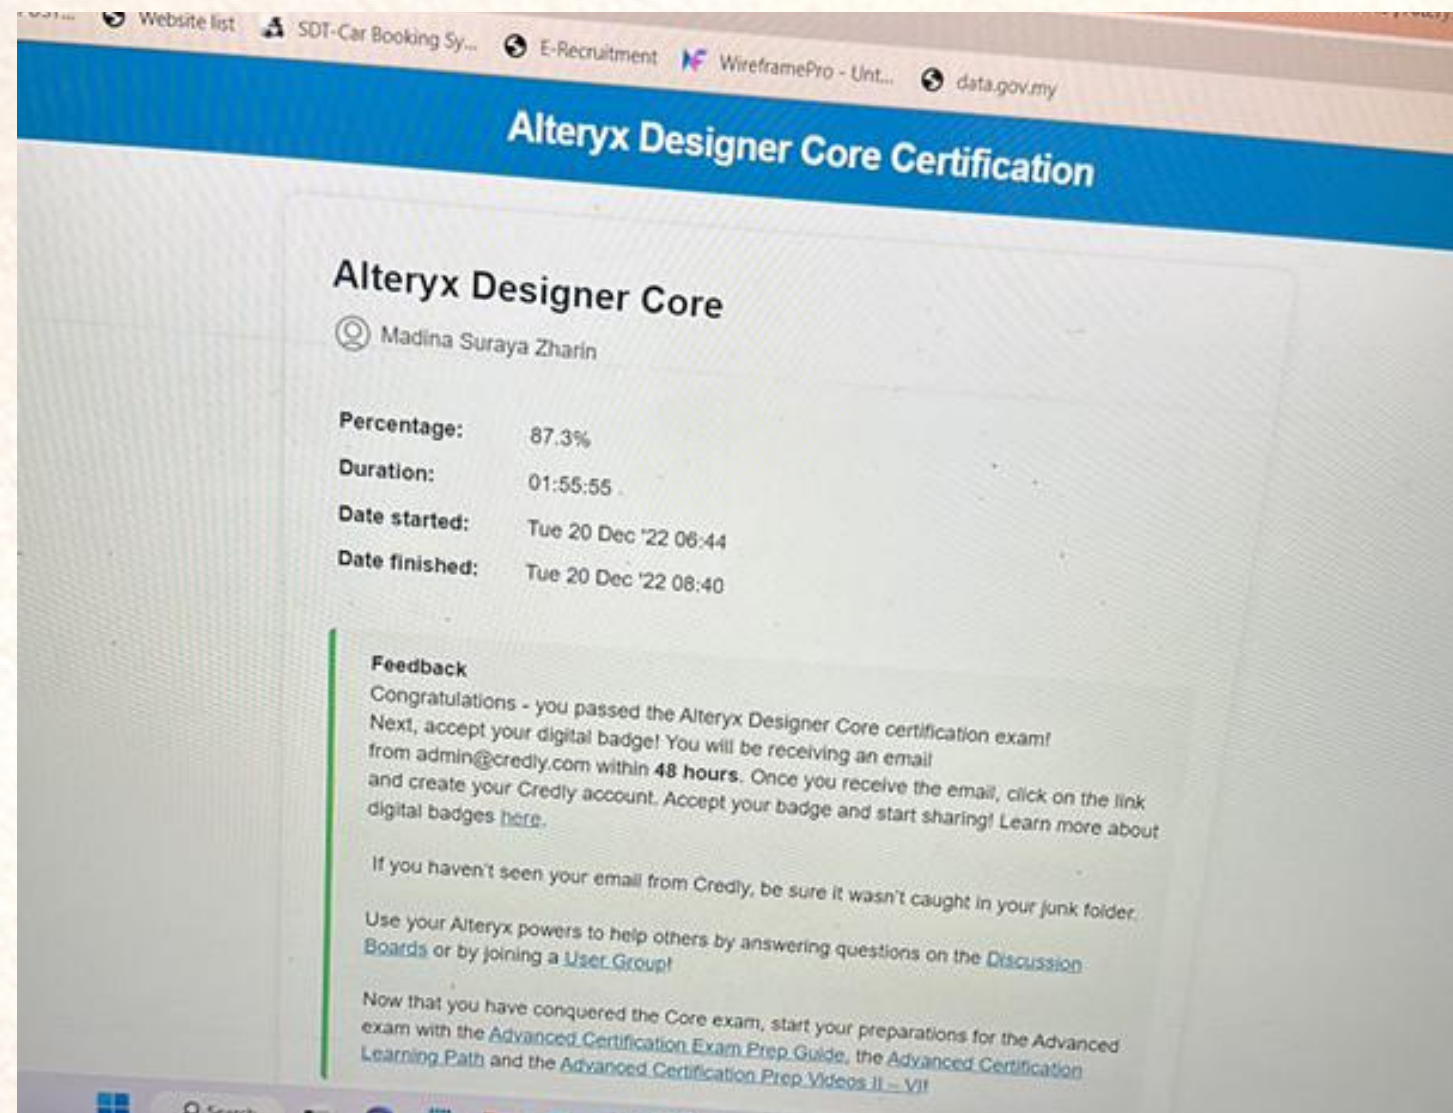 Website list SDT-Car Booking Sy... E-Recruitment WireframePro - Unt... data.gov.my
Alteryx Designer Core Certification
Alteryx Designer Core
Madina Suraya Zharin
Percentage: 87.3%
Duration: 01:55:55
Date started: Tue 20 Dec '22 06:44
Date finished: Tue 20 Dec '22 08:40
Feedback
Congratulations - you passed the Alteryx Designer Core certification exam!
Next, accept your digital badge! You will be receiving an email
from admin@credly.com within 48 hours. Once you receive the email, click on the link
and create your Credly account. Accept your badge and start sharing! Learn more about
digital badges here.
If you haven't seen your email from Credly, be sure it wasn't caught in your junk folder.
Use your Alteryx powers to help others by answering questions on the Discussion
Boards or by joining a User Group!
Now that you have conquered the Core exam, start your preparations for the Advanced
exam with the Advanced Certification Exam Prep Guide, the Advanced Certification
Learning Path and the Advanced Certification Prep Videos II – VI!